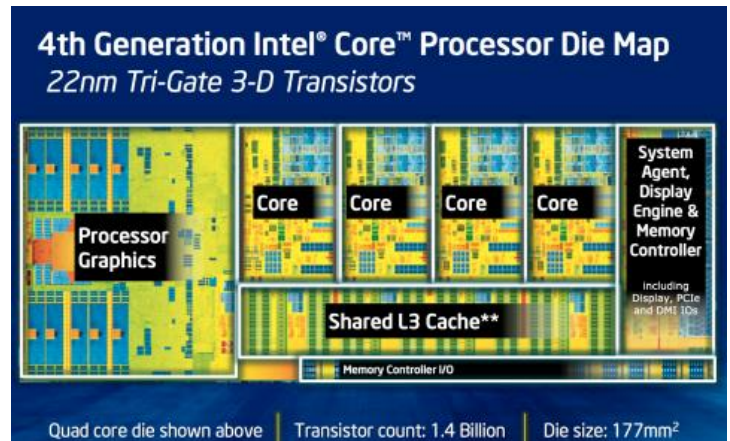 4th Generation Intel® Core™ Processor Die Map
22nm Tri-Gate 3-D Transistors
Processor
Graphics
Core
Core
Core
Core
System
Agent,
Display
Engine &
Memory
Controller
including
Display, PCIe
and DMI IOs
Shared L3 Cache**
Memory Controller I/O
Quad core die shown above
Transistor count: 1.4 Billion
Die size: 177mm²